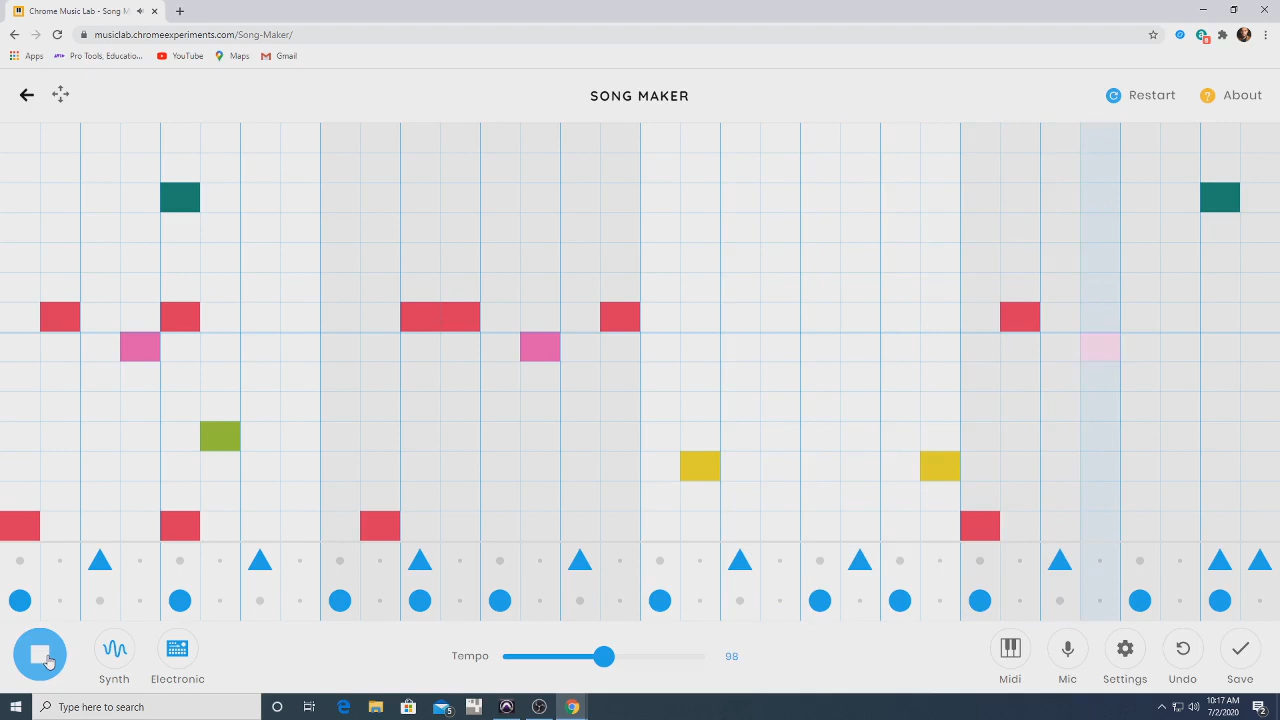 Chrome Music Lab - Song M
musiclab.chromeexperiments.com/Song-Maker/
Apps
Pro Tools, Educatio...
YouTube
Maps
Gmail
SONG MAKER
Restart
About
Synth
Electronic
Tempo
98
Midi
Mic
Settings
Undo
Save
Type here to search
5
10:17 AM
7/2/2020